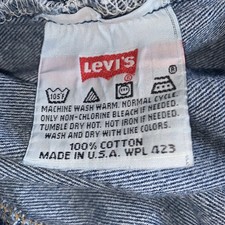 Levi's
®
MACHINE WASH WARM. NORMAL CYCLE
ONLY NON-CHLORINE BLEACH IF NEEDED.
TUMBLE DRY HOT. HOT IRON IF NEEDED.
WASH AND DRY WITH LIKE COLORS.
100% COTTON
MADE IN U.S.A. WPL 423